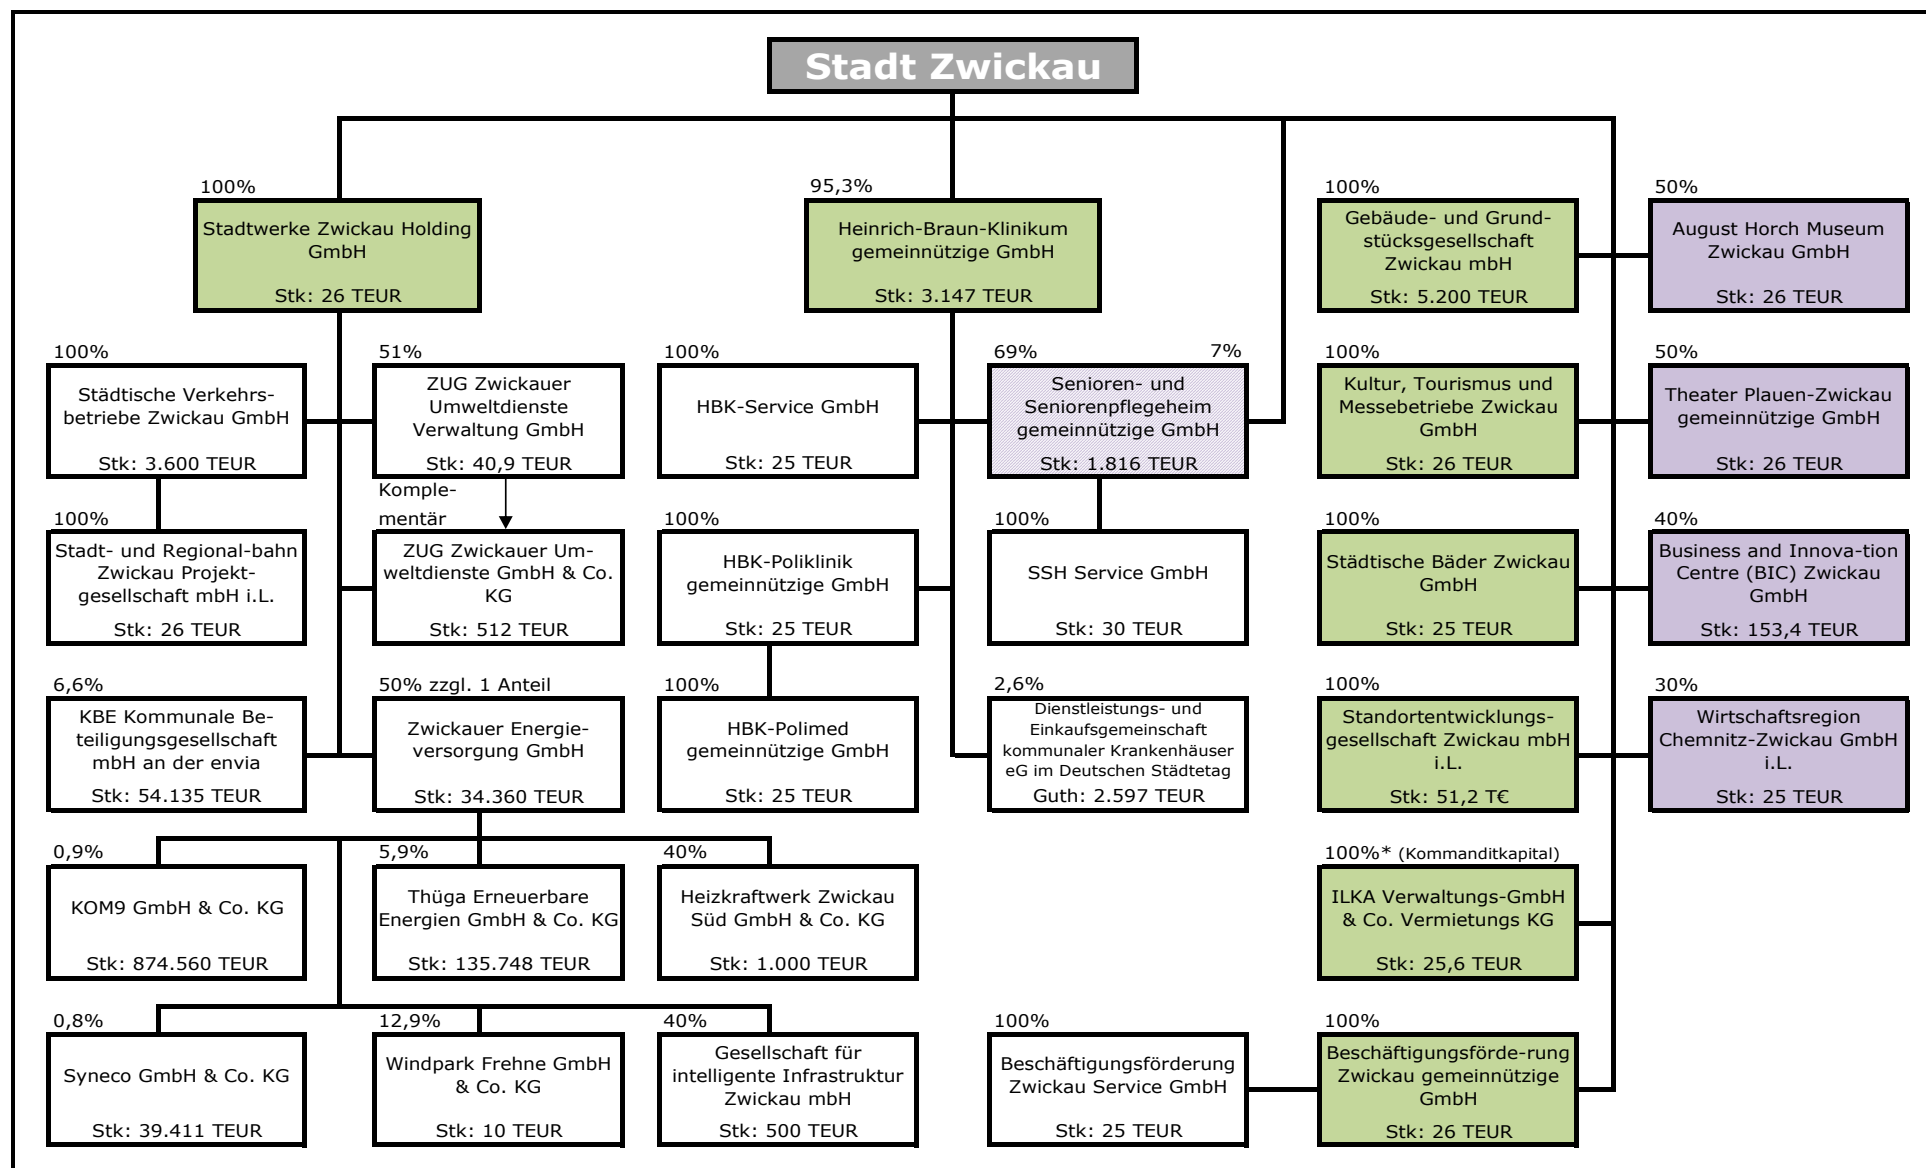 Stadt Zwickau
100%
Stadtwerke Zwickau Holding
GmbH
Stk: 26 TEUR
95,3%
Heinrich-Braun-Klinikum
gemeinnützige GmbH
Stk: 3.147 TEUR
100%
Gebäude- und Grund-
stücksgesellschaft
Zwickau mbH
Stk: 5.200 TEUR
50%
August Horch Museum
Zwickau GmbH
Stk: 26 TEUR
100%
Städtische Verkehrs-
betriebe Zwickau GmbH
Stk: 3.600 TEUR
51%
ZUG Zwickauer
Umweltdienste
Verwaltung GmbH
Stk: 40,9 TEUR
100%
HBK-Service GmbH
Stk: 25 TEUR
69%
7%
Senioren- und
Seniorenpflegeheim
gemeinnützige GmbH
Stk: 1.816 TEUR
100%
Kultur, Tourismus und
Messebetriebe Zwickau
GmbH
Stk: 26 TEUR
50%
Theater Plauen-Zwickau
gemeinnützige GmbH
Stk: 26 TEUR
100%
Stadt- und Regional-bahn
Zwickau Projekt-
gesellschaft mbH i.L.
Stk: 26 TEUR
Komple-
mentär
ZUG Zwickauer Um-
weltdienste GmbH & Co.
KG
Stk: 512 TEUR
100%
HBK-Poliklinik
gemeinnützige GmbH
Stk: 25 TEUR
100%
SSH Service GmbH
Stk: 30 TEUR
100%
Städtische Bäder Zwickau
GmbH
Stk: 25 TEUR
40%
Business and Innova-tion
Centre (BIC) Zwickau
GmbH
Stk: 153,4 TEUR
6,6%
KBE Kommunale Be-
teiligungsgesellschaft
mbH an der envia
Stk: 54.135 TEUR
50% zzgl. 1 Anteil
Zwickauer Energie-
versorgung GmbH
Stk: 34.360 TEUR
100%
HBK-Polimed
gemeinnützige GmbH
Stk: 25 TEUR
2,6%
Dienstleistungs- und
Einkaufsgemeinschaft
kommunaler Krankenhäuser
eG im Deutschen Städtetag
Guth: 2.597 TEUR
100%
Standortentwicklungs-
gesellschaft Zwickau mbH
i.L.
Stk: 51,2 T€
30%
Wirtschaftsregion
Chemnitz-Zwickau GmbH
i.L.
Stk: 25 TEUR
0,9%
KOM9 GmbH & Co. KG
Stk: 874.560 TEUR
5,9%
Thüga Erneuerbare
Energien GmbH & Co. KG
Stk: 135.748 TEUR
40%
Heizkraftwerk Zwickau
Süd GmbH & Co. KG
Stk: 1.000 TEUR
100%* (Kommanditkapital)
ILKA Verwaltungs-GmbH
& Co. Vermietungs KG
Stk: 25,6 TEUR
0,8%
Syneco GmbH & Co. KG
Stk: 39.411 TEUR
12,9%
Windpark Frehne GmbH
& Co. KG
Stk: 10 TEUR
40%
Gesellschaft für
intelligente Infrastruktur
Zwickau mbH
Stk: 500 TEUR
100%
Beschäftigungsförderung
Zwickau Service GmbH
Stk: 25 TEUR
100%
Beschäftigungsförde-rung
Zwickau gemeinnützige
GmbH
Stk: 26 TEUR